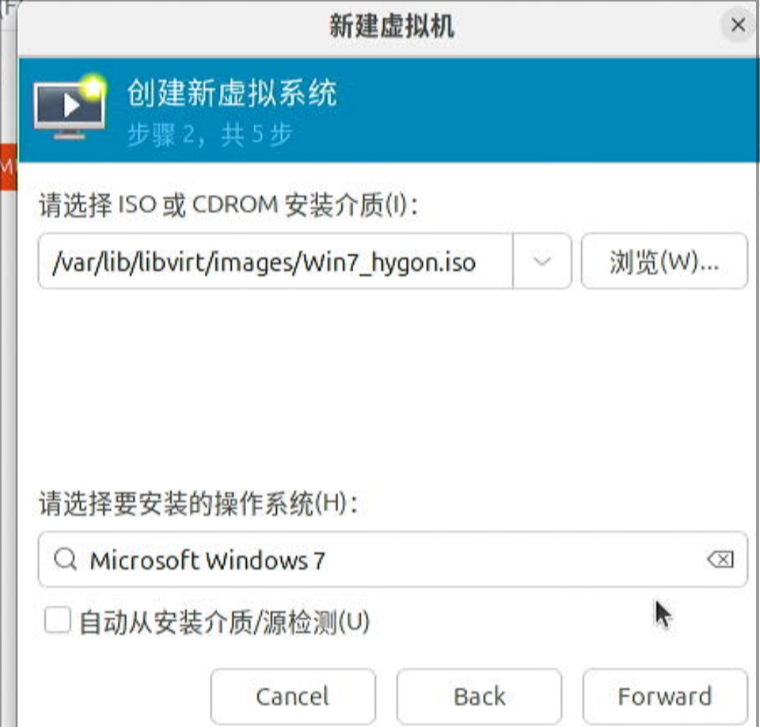 新建虚拟机
创建新虚拟系统
步骤 2，共 5 步
请选择 ISO 或 CDROM 安装介质(I)：
/var/lib/libvirt/images/Win7_hygon.iso
浏览(W)...
请选择要安装的操作系统(H)：
Microsoft Windows 7
自动从安装介质/源检测(U)
Cancel
Back
Forward